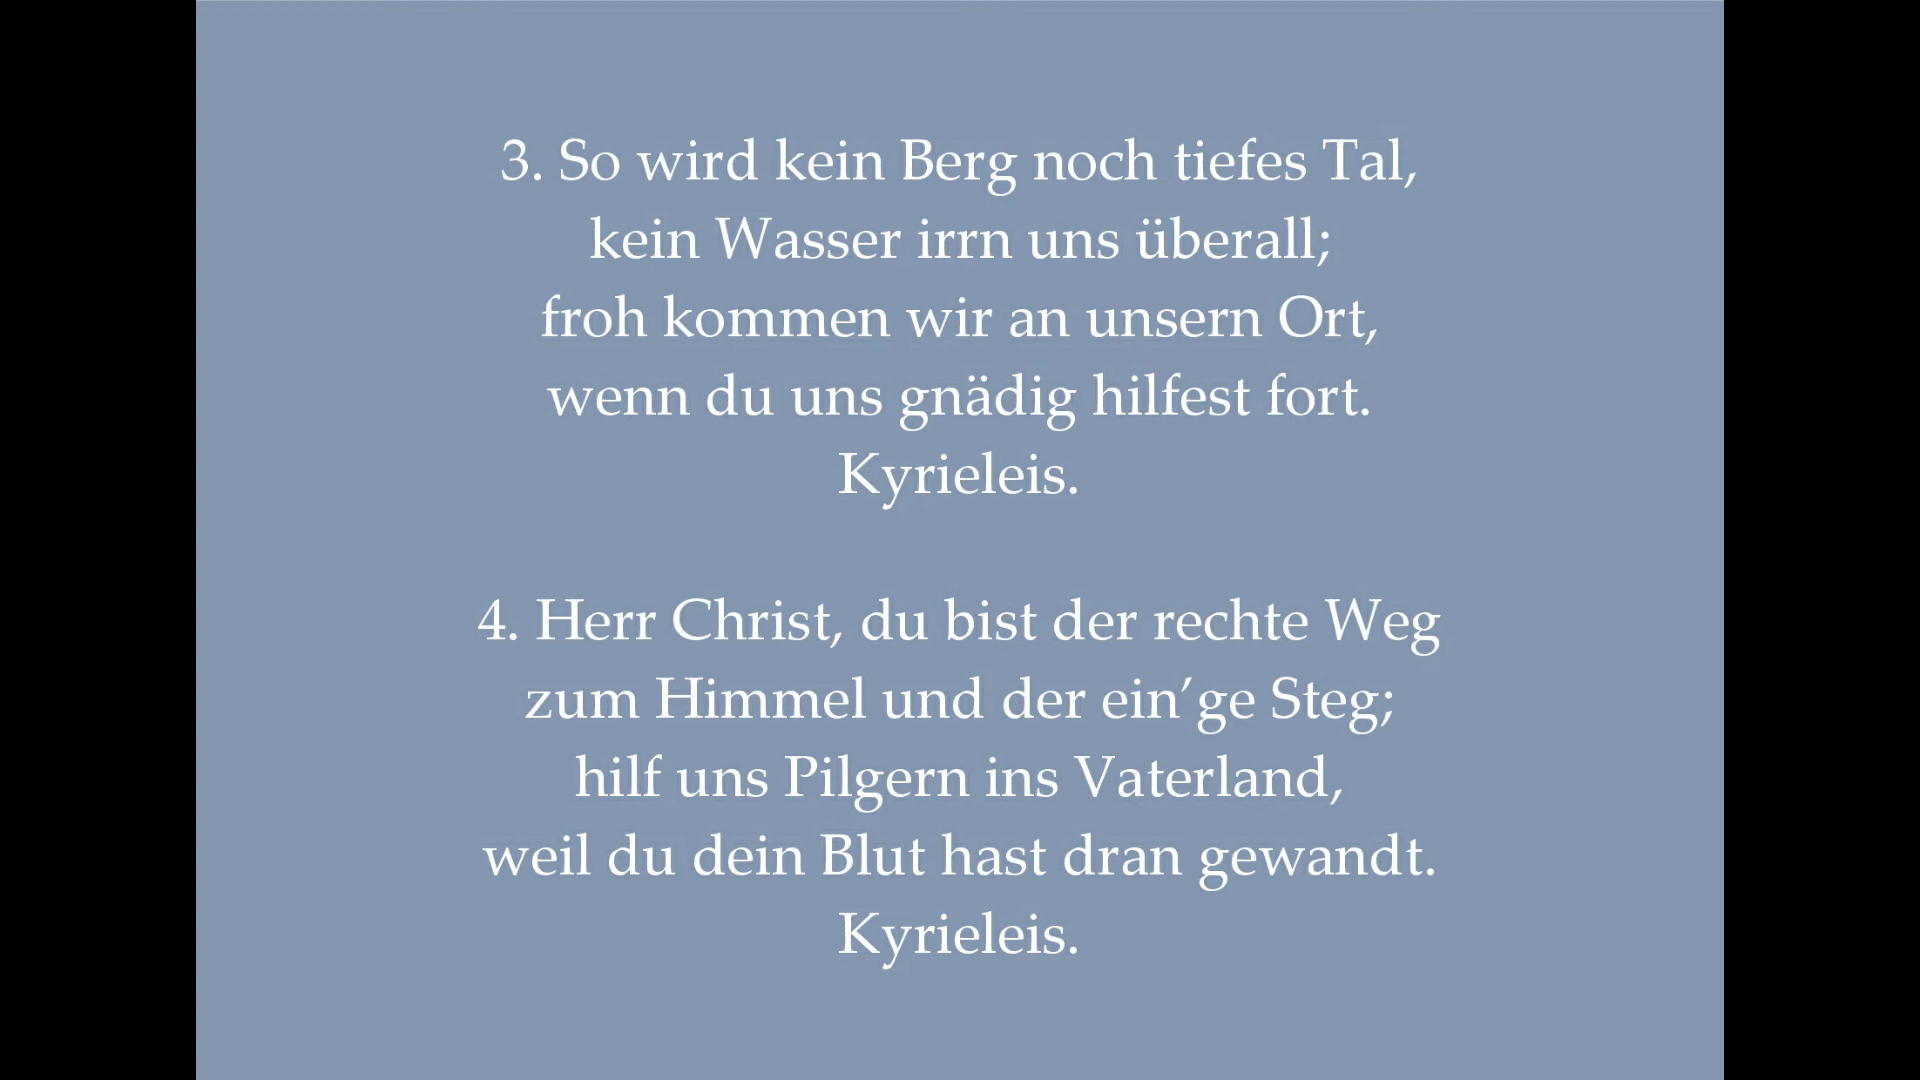 3. So wird kein Berg noch tiefes Tal,
kein Wasser irrn uns überall;
froh kommen wir an unsern Ort,
wenn du uns gnädig hilfest fort.
Kyrieleis.
4. Herr Christ, du bist der rechte Weg
zum Himmel und der ein’ge Steg;
hilf uns Pilgern ins Vaterland,
weil du dein Blut hast dran gewandt.
Kyrieleis.